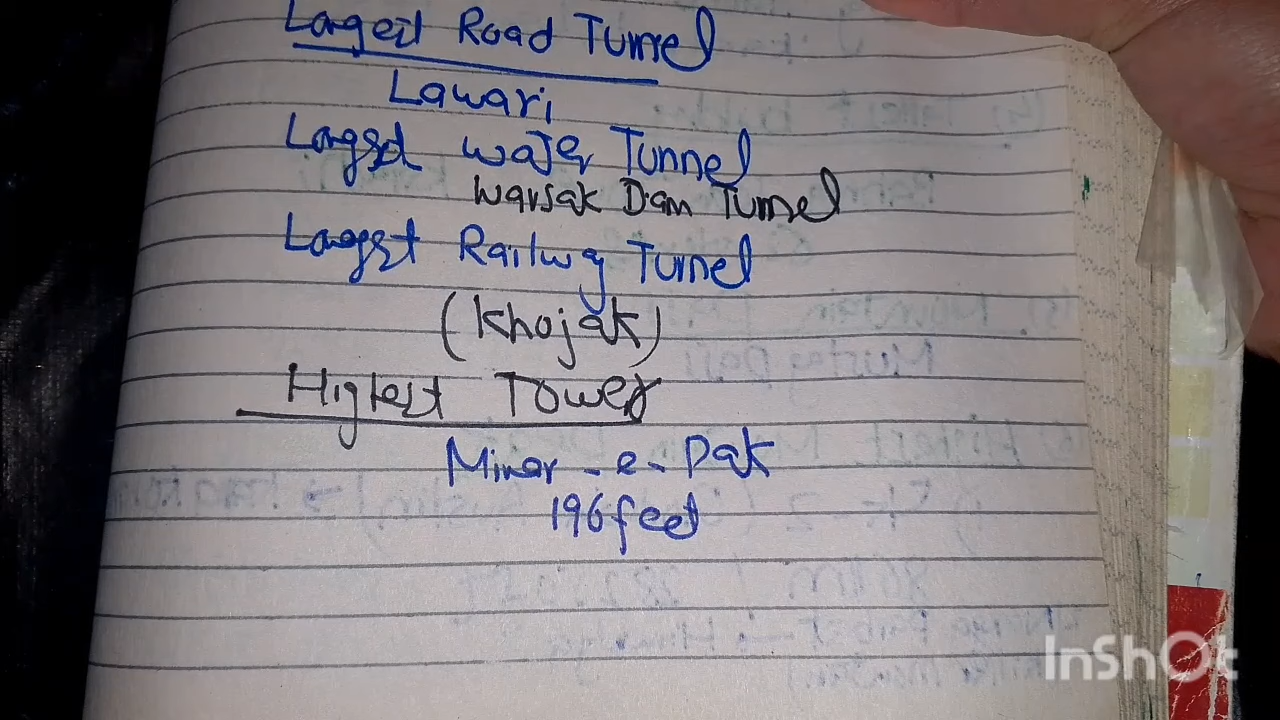 Largest Road Tunnel
Lawari
Largest water Tunnel
Warsak Dam Tunnel
Largest Railway Tunnel
(Khojak)
Highest Tower
Minar-e-Pak
196 feet
InShOt